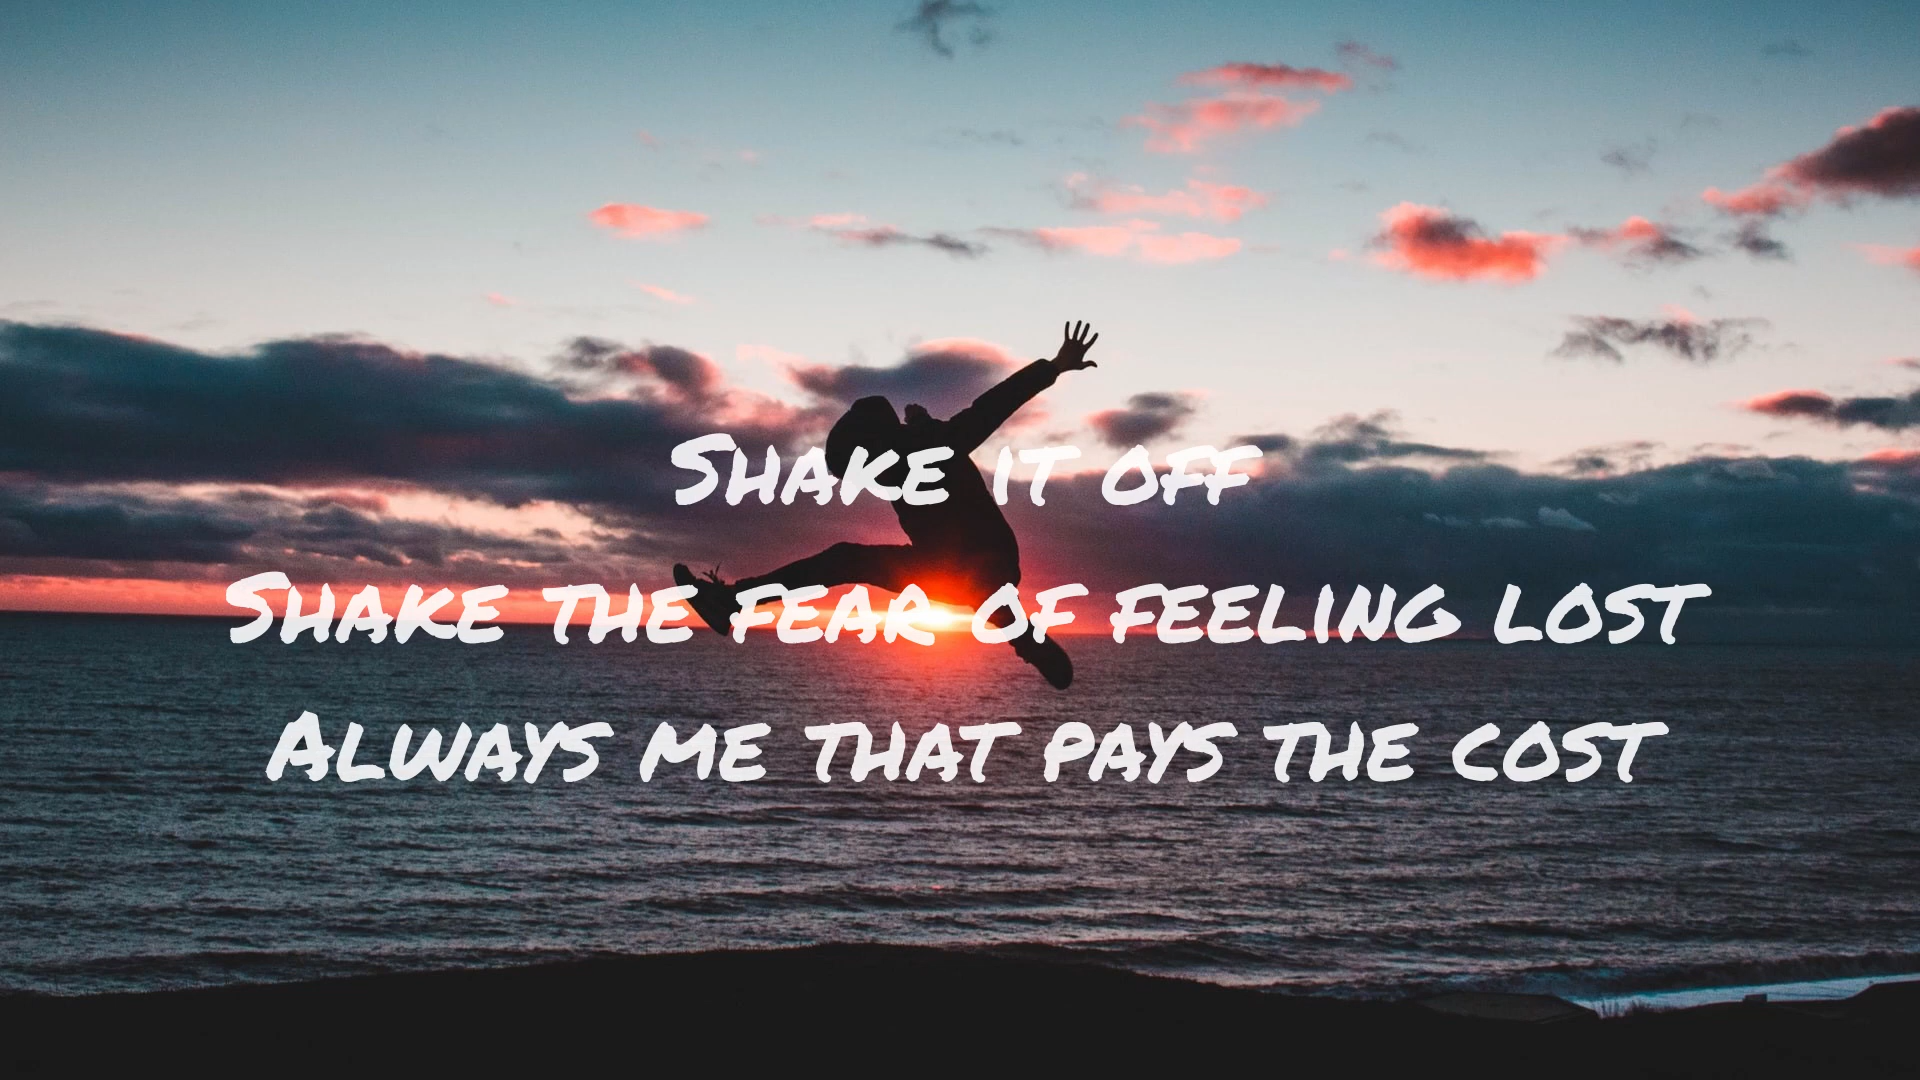 Shake it off
Shake the fear of feeling lost
Always me that pays the cost